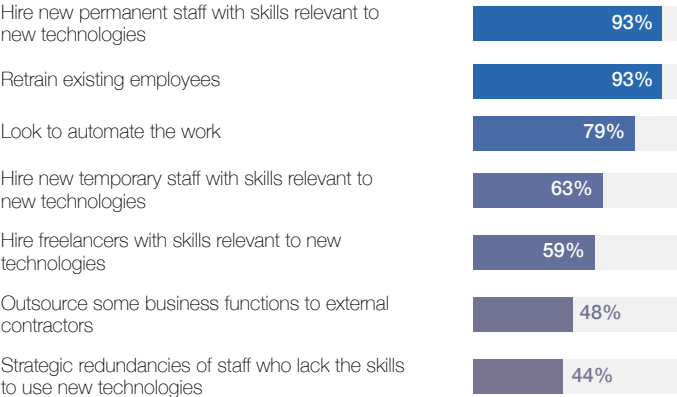 Hire new permanent staff with skills relevant to
new technologies
93%
Retrain existing employees
93%
Look to automate the work
79%
Hire new temporary staff with skills relevant to
new technologies
63%
Hire freelancers with skills relevant to new
technologies
59%
Outsource some business functions to external
contractors
48%
Strategic redundancies of staff who lack the skills
to use new technologies
44%